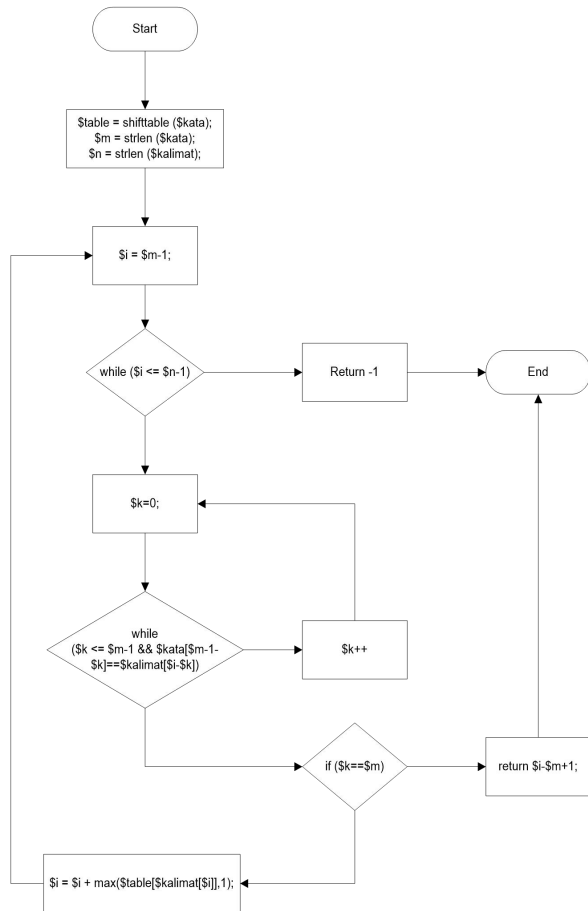 Start
$table = shifttable ($kata);
$m = strlen ($kata);
$n = strlen ($kalimat);
$i = $m-1;
while ($i <= $n-1)
Return -1
End
$k=0;
while
($k <= $m-1 && $kata[$m-1-
$k]==$kalimat[$i-$k])
$k++
if ($k==$m)
return $i-$m+1;
$i = $i + max($table[$kalimat[$i]],1);